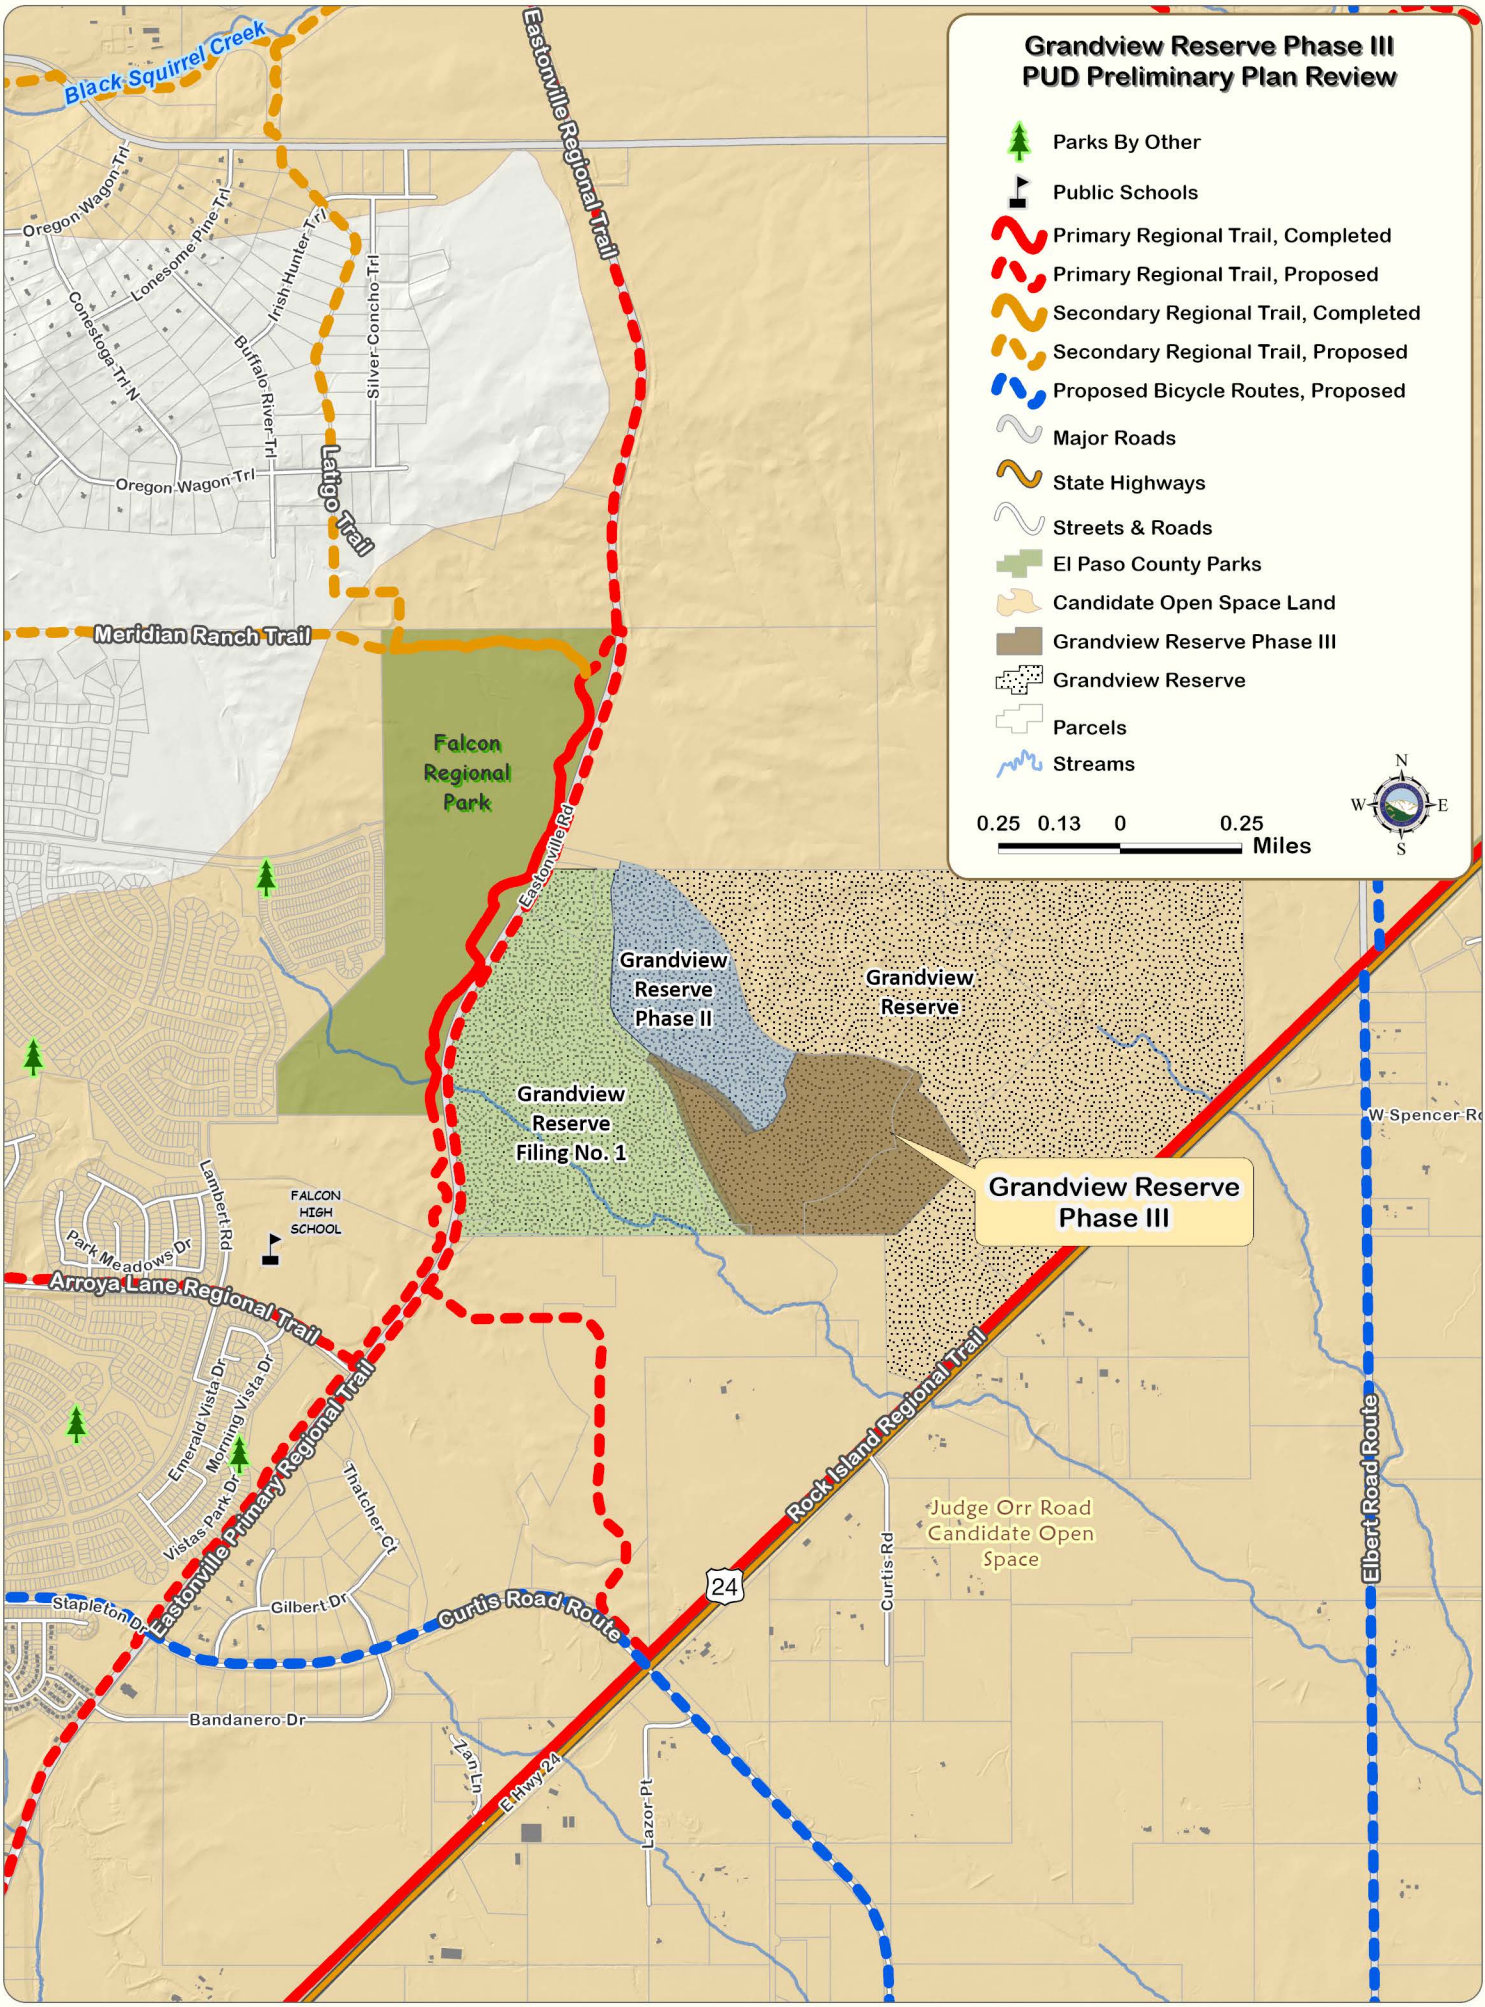 Grandview Reserve Phase III
PUD Preliminary Plan Review
Parks By Other
Public Schools
Primary Regional Trail, Completed
Primary Regional Trail, Proposed
Secondary Regional Trail, Completed
Secondary Regional Trail, Proposed
Proposed Bicycle Routes, Proposed
Major Roads
State Highways
Streets & Roads
El Paso County Parks
Candidate Open Space Land
Grandview Reserve Phase III
Grandview Reserve
Parcels
Streams
N
W
E
S
0.25 0.13 0 0.25
Miles
Black Squirrel Creek
Eastonville Regional Trail
Oregon Wagon Trl
Lonesome Pine Trl
Irish Hunter Trl
Silver Concho Trl
Conestoga Trl N
Buffalo River Trl
Oregon Wagon Trl
Latigo Trail
Meridian Ranch Trail
Falcon
Regional
Park
Eastonville Rd
Grandview
Reserve
Phase II
Grandview
Reserve
Grandview
Reserve
Filing No. 1
Grandview Reserve
Phase III
W Spencer Rd
Lambert Rd
FALCON
HIGH
SCHOOL
Park Meadows Dr
Arroya Lane Regional Trail
Emerald Vista Dr
Morning Vista Dr
Vistas Park Dr
Eastonville Primary Regional Trail
Thatcher Ct
Rock Island Regional Trail
Judge Orr Road
Candidate Open
Space
Elbert Road Route
Curtis Rd
24
Stapleton Dr
Gilbert Dr
Curtis Road Route
Bandanero Dr
Zan Ln
E Hwy 24
Lazor Pt